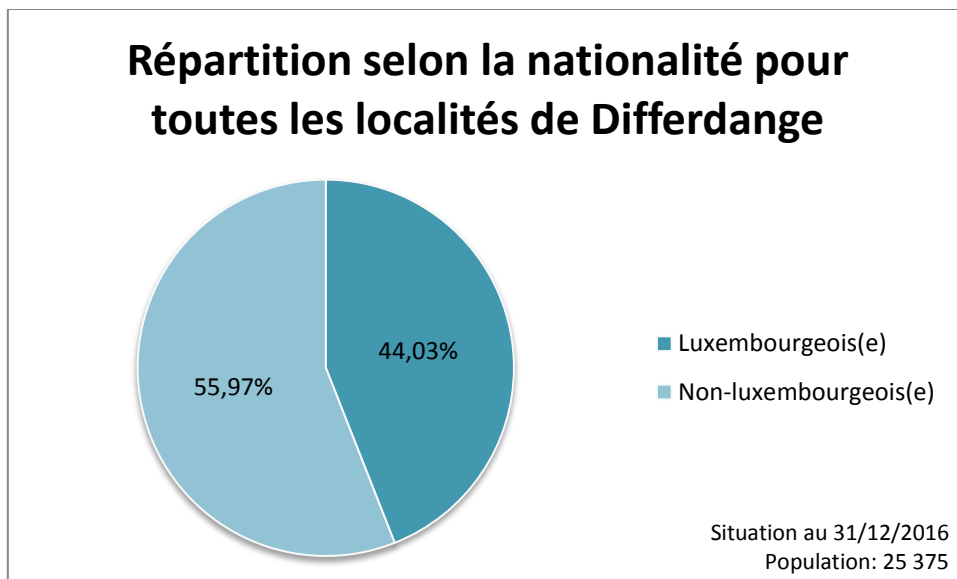 Répartition selon la nationalité pour
toutes les localités de Differdange
44,03%
55,97%
Luxembourgeois(e)
Non-luxembourgeois(e)
Situation au 31/12/2016
Population: 25 375